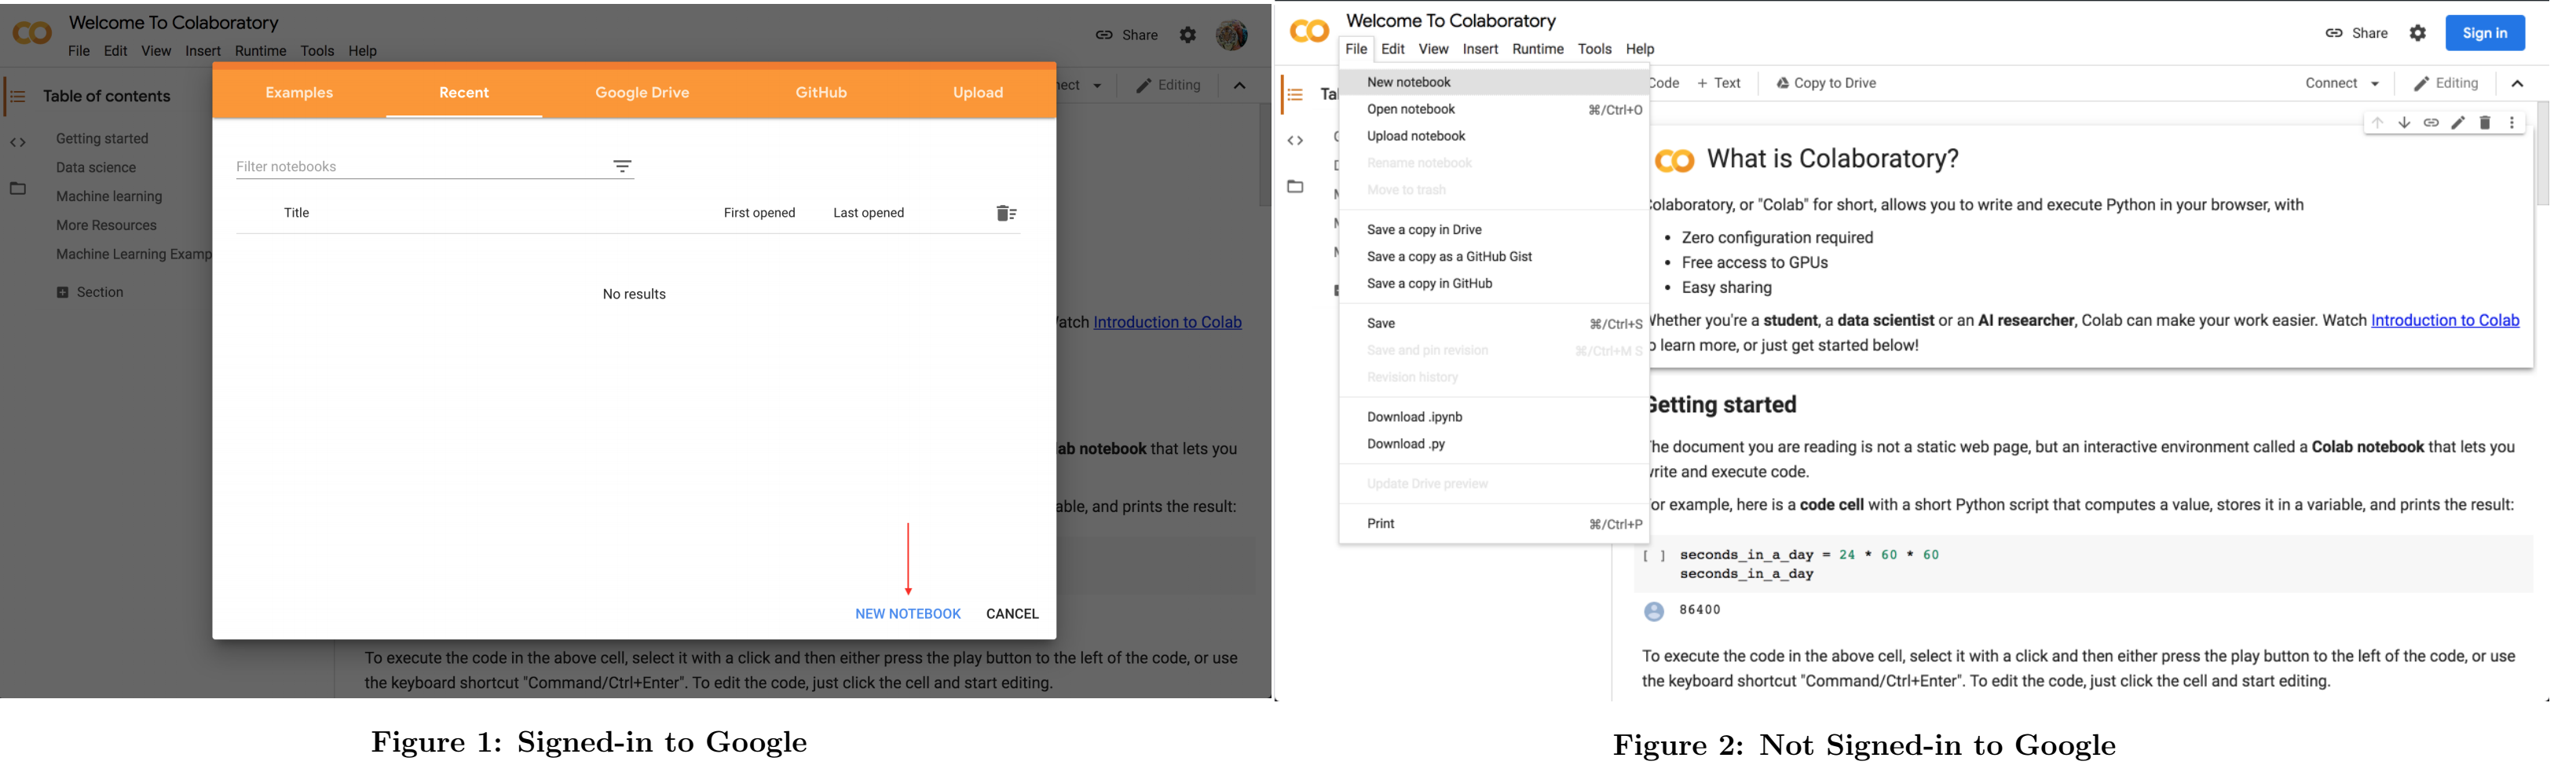 Welcome To Colaboratory
File Edit View Insert Runtime Tools Help
Share
Table of contents
Getting started
Data science
Machine learning
More Resources
Machine Learning Examp
Section
Examples Recent Google Drive GitHub Upload
Editing
Filter notebooks
Title First opened Last opened
No results
Introduction to Colab
ab notebook that lets you
able, and prints the result:
NEW NOTEBOOK CANCEL
To execute the code in the above cell, select it with a click and then either press the play button to the left of the code, or use
the keyboard shortcut "Command/Ctrl+Enter". To edit the code, just click the cell and start editing.
Figure 1: Signed-in to Google
Welcome To Colaboratory
File Edit View Insert Runtime Tools Help
Share Sign in
New notebook
Open notebook ⌘/Ctrl+O
Upload notebook
Rename notebook
Move to trash
Save a copy in Drive
Save a copy as a GitHub Gist
Save a copy in GitHub
Save ⌘/Ctrl+S
Save and pin revision ⌘/Ctrl+M S
Revision history
Download .ipynb
Download .py
Update Drive preview
Print ⌘/Ctrl+P
Code + Text Copy to Drive Connect Editing
What is Colaboratory?
olaboratory, or "Colab" for short, allows you to write and execute Python in your browser, with
• Zero configuration required
• Free access to GPUs
• Easy sharing
hether you're a student, a data scientist or an AI researcher, Colab can make your work easier. Watch Introduction to Colab
o learn more, or just get started below!
Getting started
he document you are reading is not a static web page, but an interactive environment called a Colab notebook that lets you
rite and execute code.
or example, here is a code cell with a short Python script that computes a value, stores it in a variable, and prints the result:
[ ] seconds_in_a_day = 24 * 60 * 60
seconds_in_a_day
86400
To execute the code in the above cell, select it with a click and then either press the play button to the left of the code, or use
the keyboard shortcut "Command/Ctrl+Enter". To edit the code, just click the cell and start editing.
Figure 2: Not Signed-in to Google